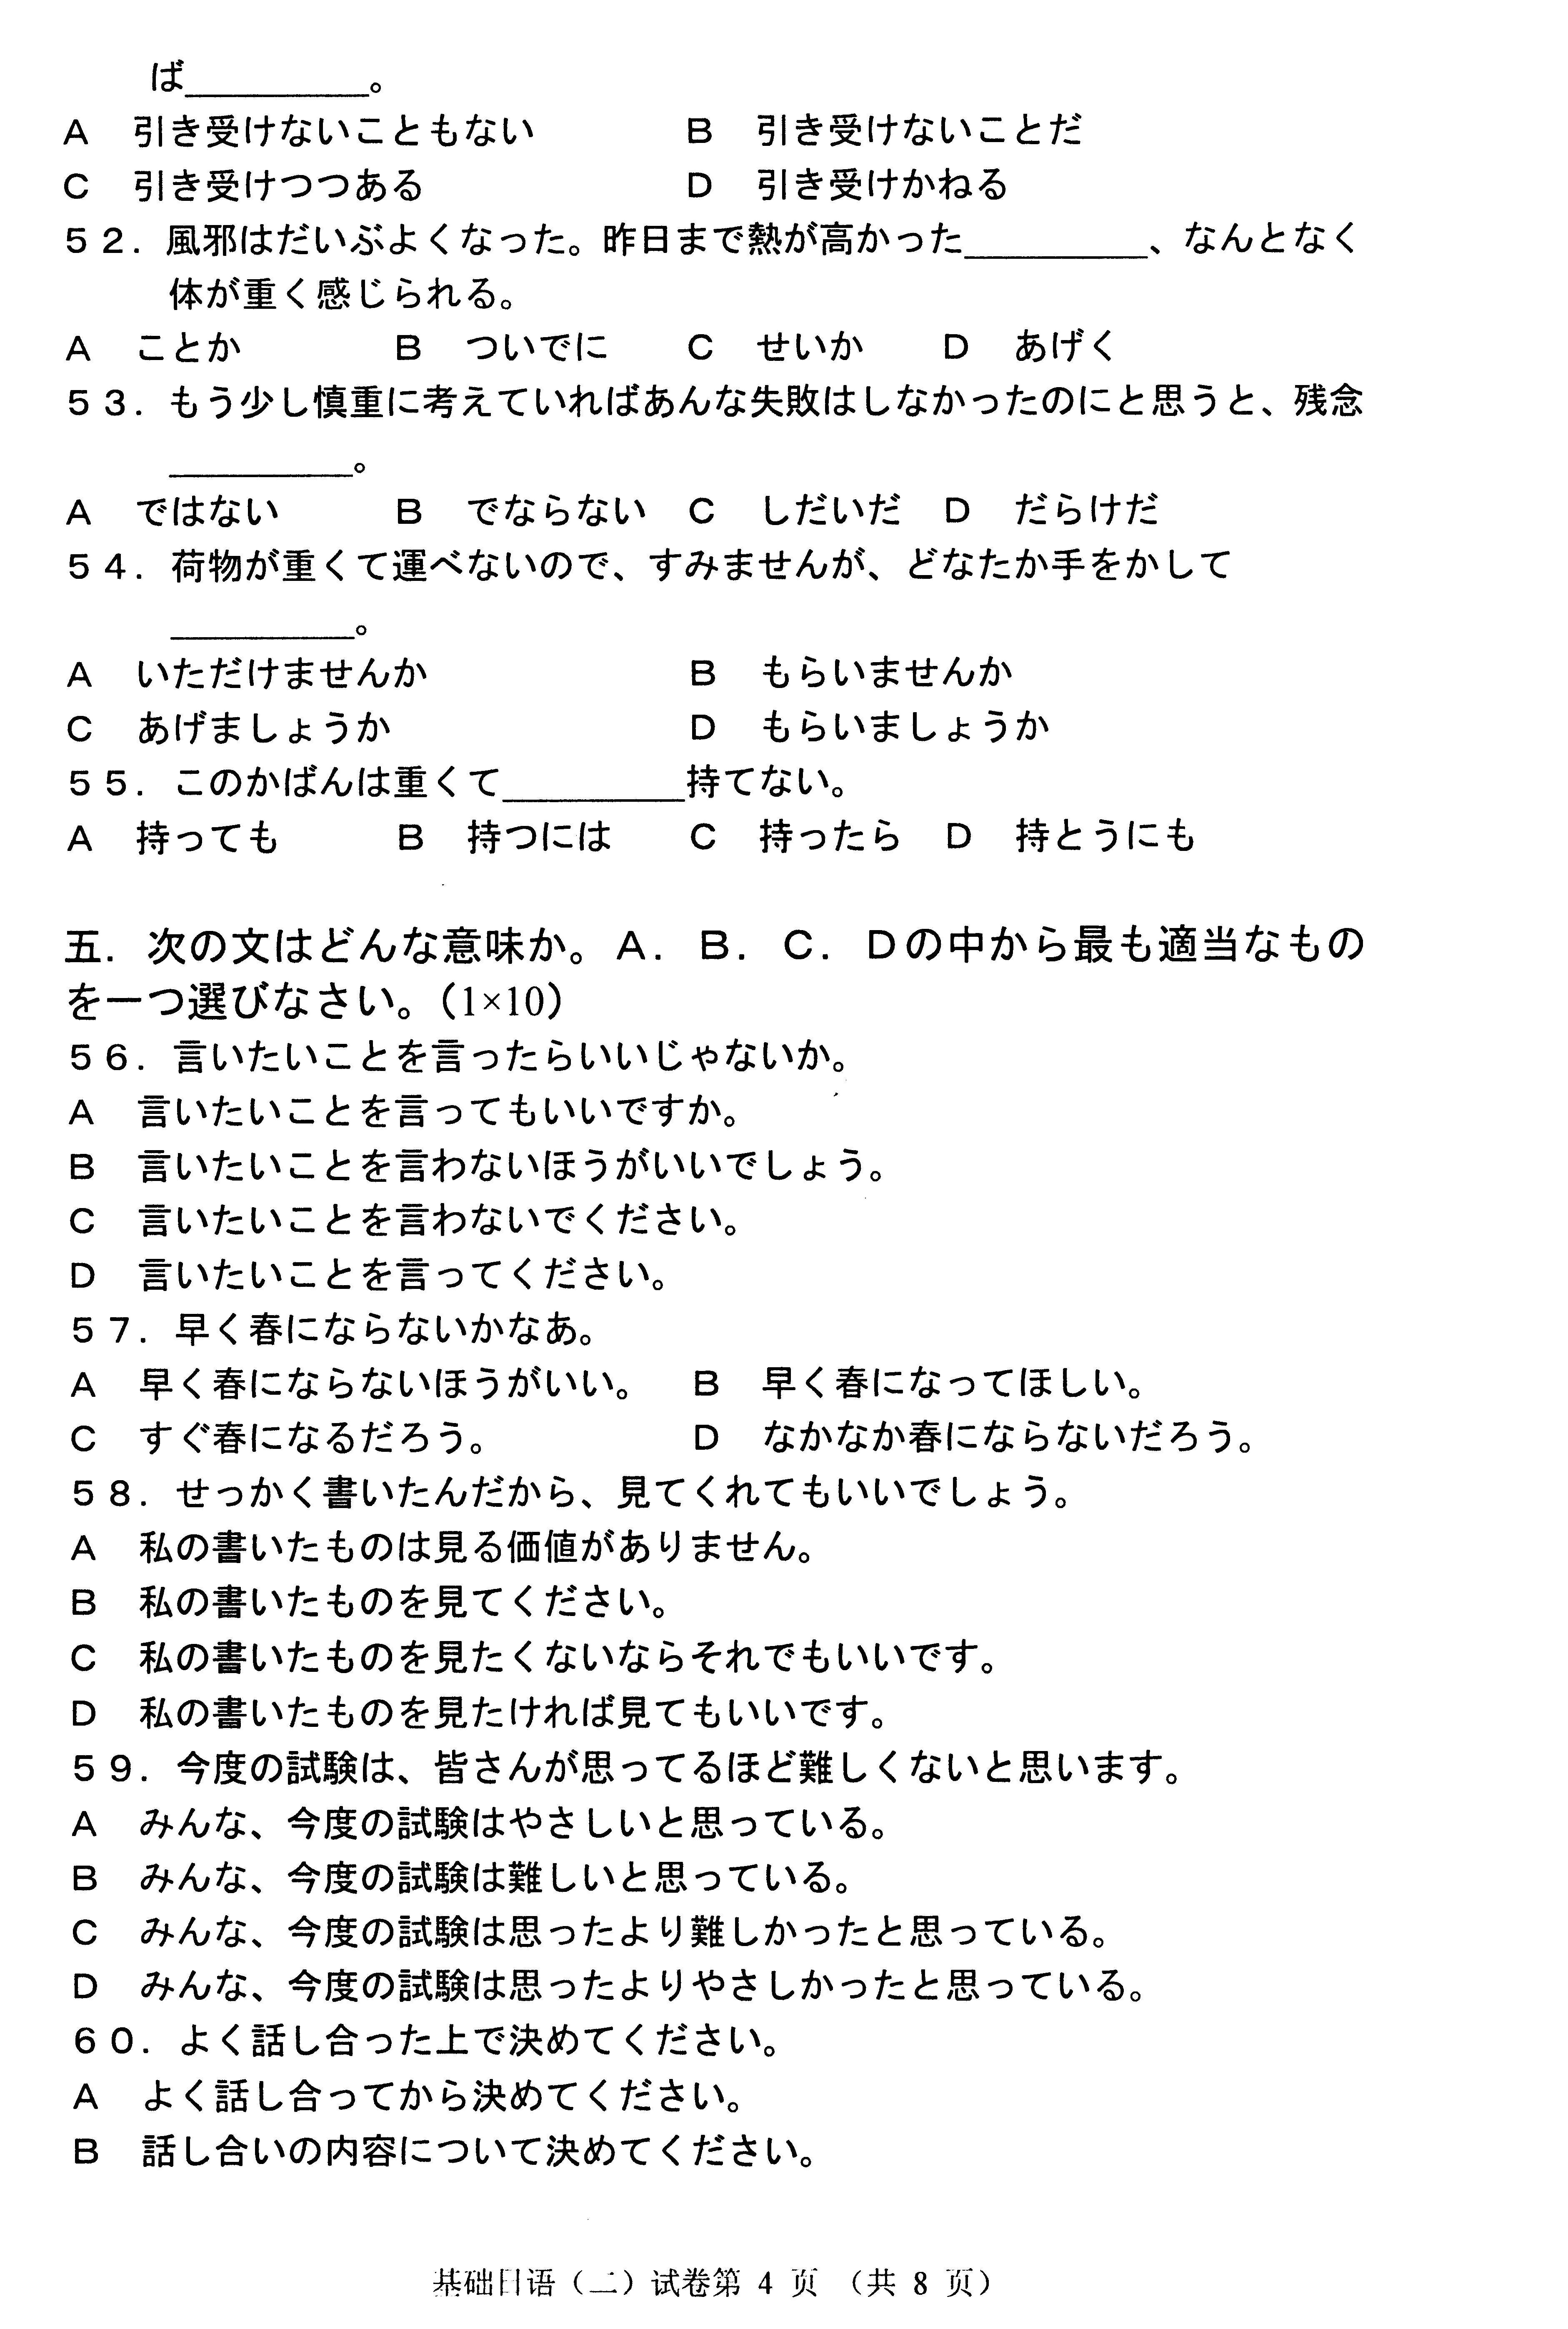 ば＿＿＿＿＿。
A　引き受けないこともない　　　　B　引き受けないことだ
C　引き受けつつある　　　　D　引き受けかねる
５２．風邪はだいぶよくなった。昨日まで熱が高かった＿＿＿＿＿、なんとなく
体が重く感じられる。
A　ことか　　　　B　ついでに　　C　せいか　　D　あげく
５３．もう少し慎重に考えていればあんな失敗はしなかったのにと思うと、残念
＿＿＿＿＿。
A　ではない　　　B　でならない　C　しだいだ　D　だらけだ
５４．荷物が重くて運べないので、すみませんが、どなたか手をかして
＿＿＿＿＿。
A　いただけませんか　　　　B　もらいませんか
C　あげましょうか　　　　D　もらいましょうか
５５．このかばんは重くて＿＿＿＿＿持てない。
A　持っても　　　B　持つには　　C　持ったら　D　持とうにも
五．次の文はどんな意味か。A．B．C．Dの中から最も適当なもの
を一つ選びなさい。（1×10）
５６．言いたいことを言ったらいいじゃないか。
A　言いたいことを言ってもいいですか。
B　言いたいことを言わないほうがいいでしょう。
C　言いたいことを言わないでください。
D　言いたいことを言ってください。
５７．早く春にならないかなあ。
A　早く春にならないほうがいい。　B　早く春になってほしい。
C　すぐ春になるだろう。　　　　D　なかなか春にならないだろう。
５８．せっかく書いたんだから、見てくれてもいいでしょう。
A　私の書いたものは見る価値がありません。
B　私の書いたものを見てください。
C　私の書いたものを見たくないならそれでもいいです。
D　私の書いたものを見たければ見てもいいです。
５９．今度の試験は、皆さんが思ってるほど難しくないと思います。
A　みんな、今度の試験はやさしいと思っている。
B　みんな、今度の試験は難しいと思っている。
C　みんな、今度の試験は思ったより難しかったと思っている。
D　みんな、今度の試験は思ったよりやさしかったと思っている。
６０．よく話し合った上で決めてください。
A　よく話し合ってから決めてください。
B　話し合いの内容について決めてください。
基础日语（二）试卷第 4 页 （共 8 页）